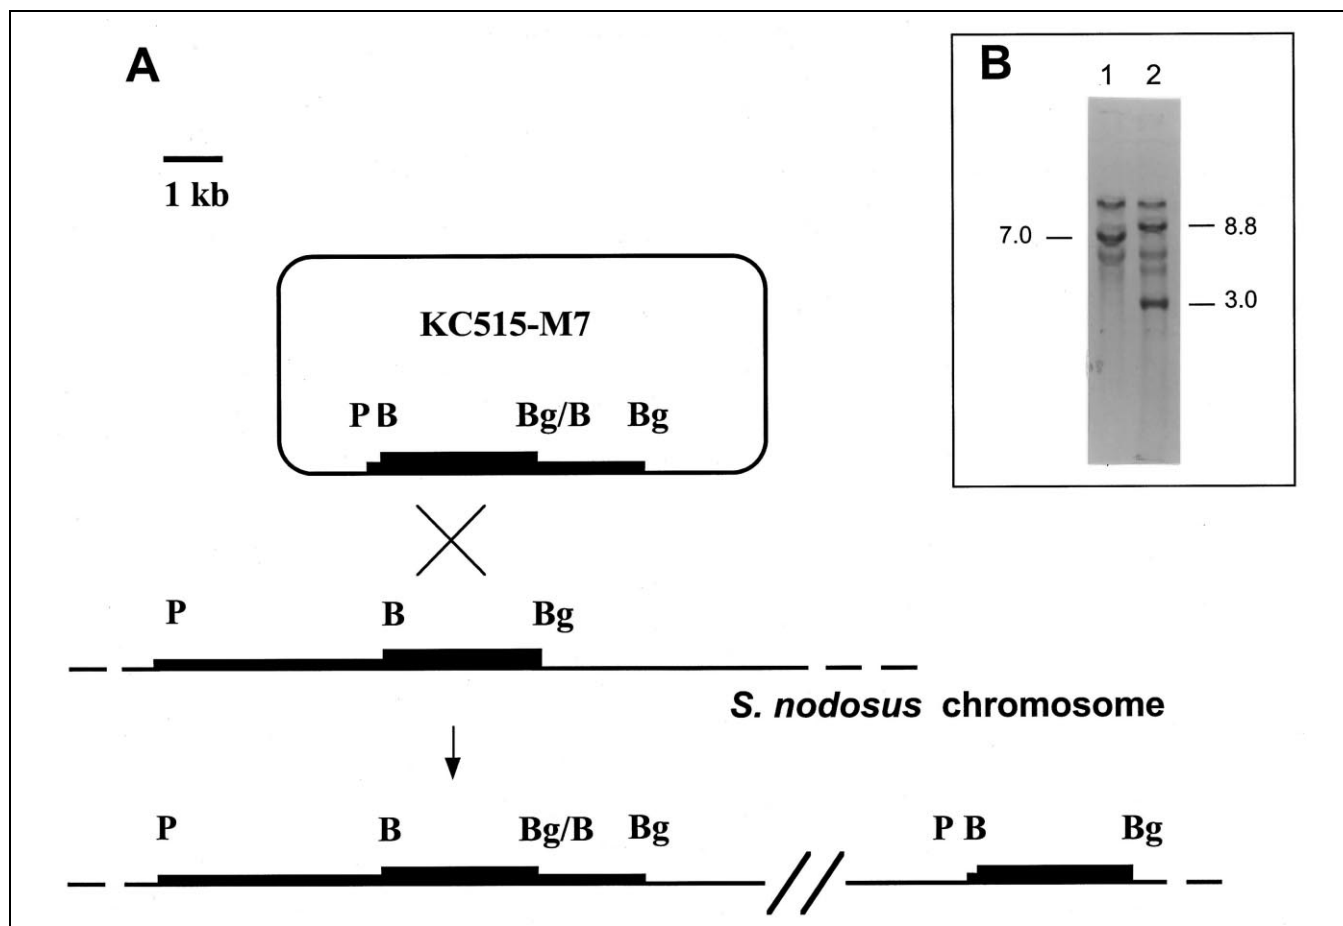 A
1 kb
KC515-M7
P B Bg/B Bg
P B Bg
S. nodosus chromosome
P B Bg/B Bg P B Bg
B
1 2
7.0
8.8
3.0